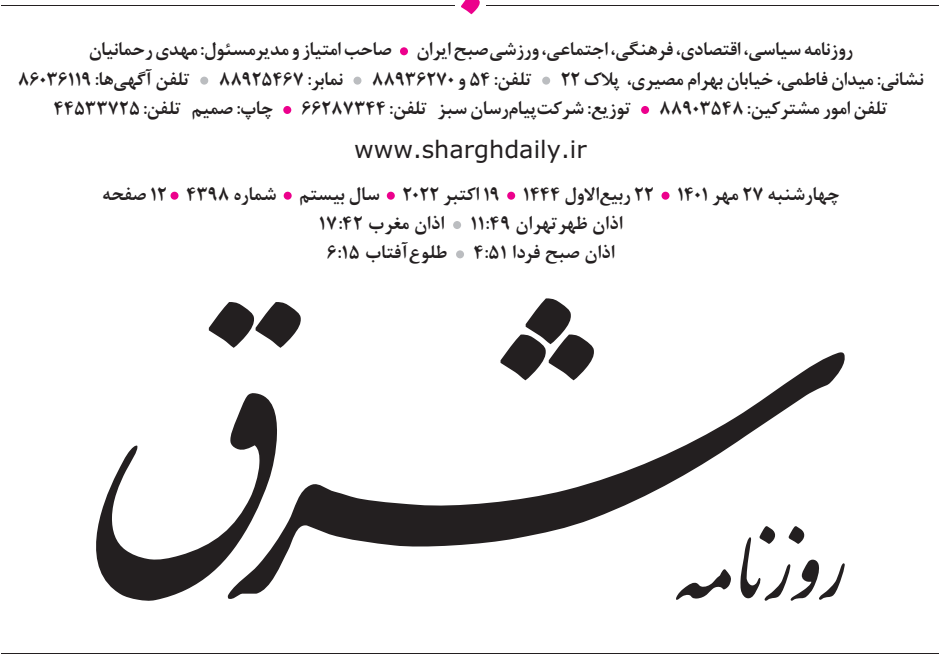 روزنامه سیاسی، اقتصادی، فرهنگی، اجتماعی، ورزشی صبح ایران ● صاحب امتیاز و مدیرمسئول: مهدی رحمانیان
نشانی: میدان فاطمی، خیابان بهرام مصیری، پلاک ۲۲ ● تلفن: ۵۴ و ۸۸۹۳۶۲۷۰ ● نمابر: ۸۸۹۲۵۴۶۷ ● تلفن آگهی‌ها: ۸۶۰۳۶۱۱۹
تلفن امور مشترکین: ۸۸۹۰۳۵۴۸ ● توزیع: شرکت پیام‌رسان سبز تلفن: ۶۶۲۸۷۳۴۴ ● چاپ: صمیم تلفن: ۴۴۵۳۳۷۲۵
www.sharghdaily.ir
چهارشنبه ۲۷ مهر ۱۴۰۱ ● ۲۲ ربیع‌الاول ۱۴۴۴ ● ۱۹ اکتبر ۲۰۲۲ ● سال بیستم ● شماره ۴۳۹۸ ● ۱۲ صفحه
اذان ظهر تهران ۱۱:۴۹ ● اذان مغرب ۱۷:۴۲
اذان صبح فردا ۴:۵۱ ● طلوع آفتاب ۶:۱۵
شرق
روزنامه